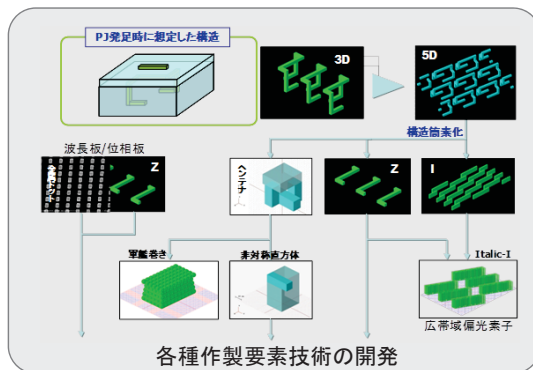 PJ発足時に想定した構造
3D
5D
構造簡素化
波長板/位相板
Z
ヘンテナ
Z
I
軍艦巻き
非対称直方体
Italic-I
広帯域偏光素子
各種作製要素技術の開発